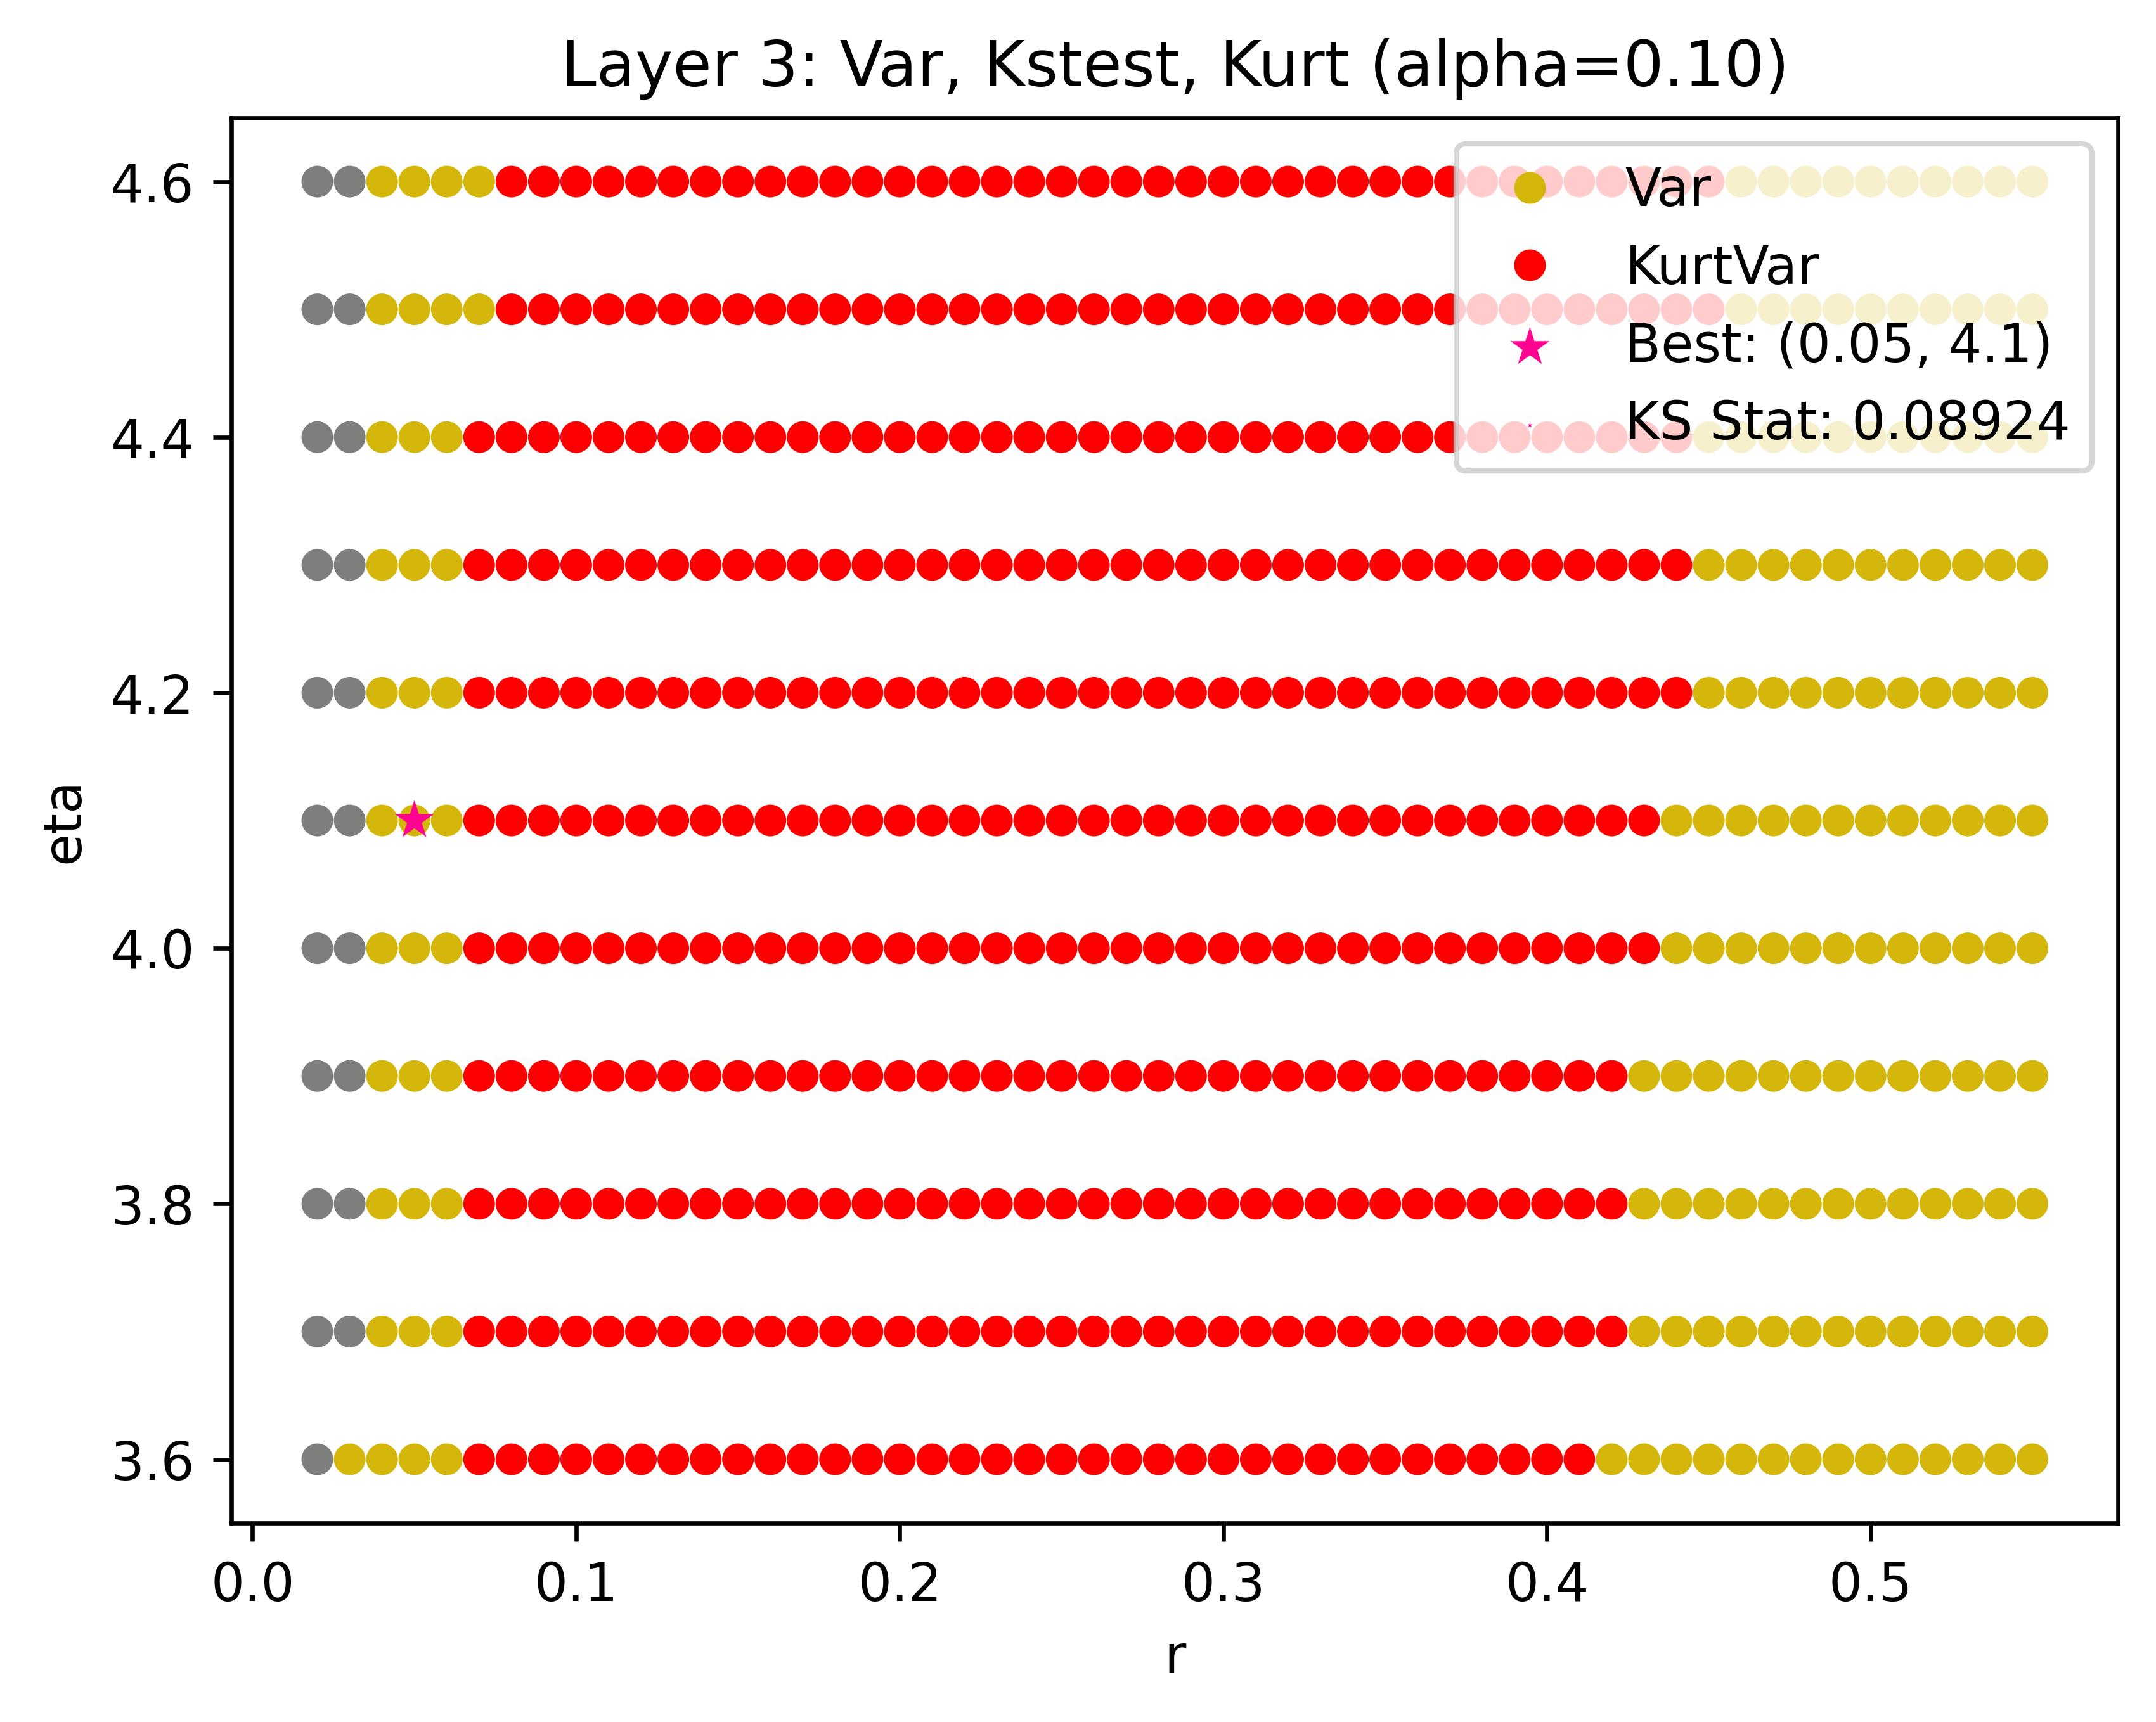 Layer 3: Var, Kstest, Kurt (alpha=0.10)
Var
KurtVar
Best: (0.05, 4.1)
KS Stat: 0.08924
4.6
4.4
4.2
4.0
3.8
3.6
eta
0.0 0.1 0.2 0.3 0.4 0.5
r